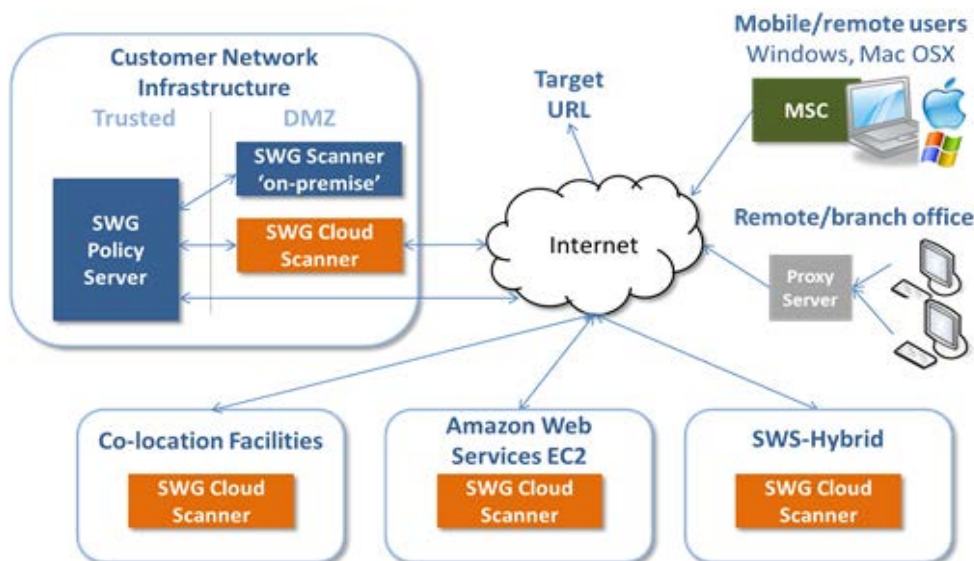 Customer Network
Infrastructure
Trusted
DMZ
SWG Scanner
'on-premise'
SWG
Policy
Server
SWG Cloud
Scanner
Target
URL
Internet
Mobile/remote users
Windows, Mac OSX
MSC
Remote/branch office
Proxy
Server
Co-location Facilities
SWG Cloud
Scanner
Amazon Web
Services EC2
SWG Cloud
Scanner
SWS-Hybrid
SWG Cloud
Scanner